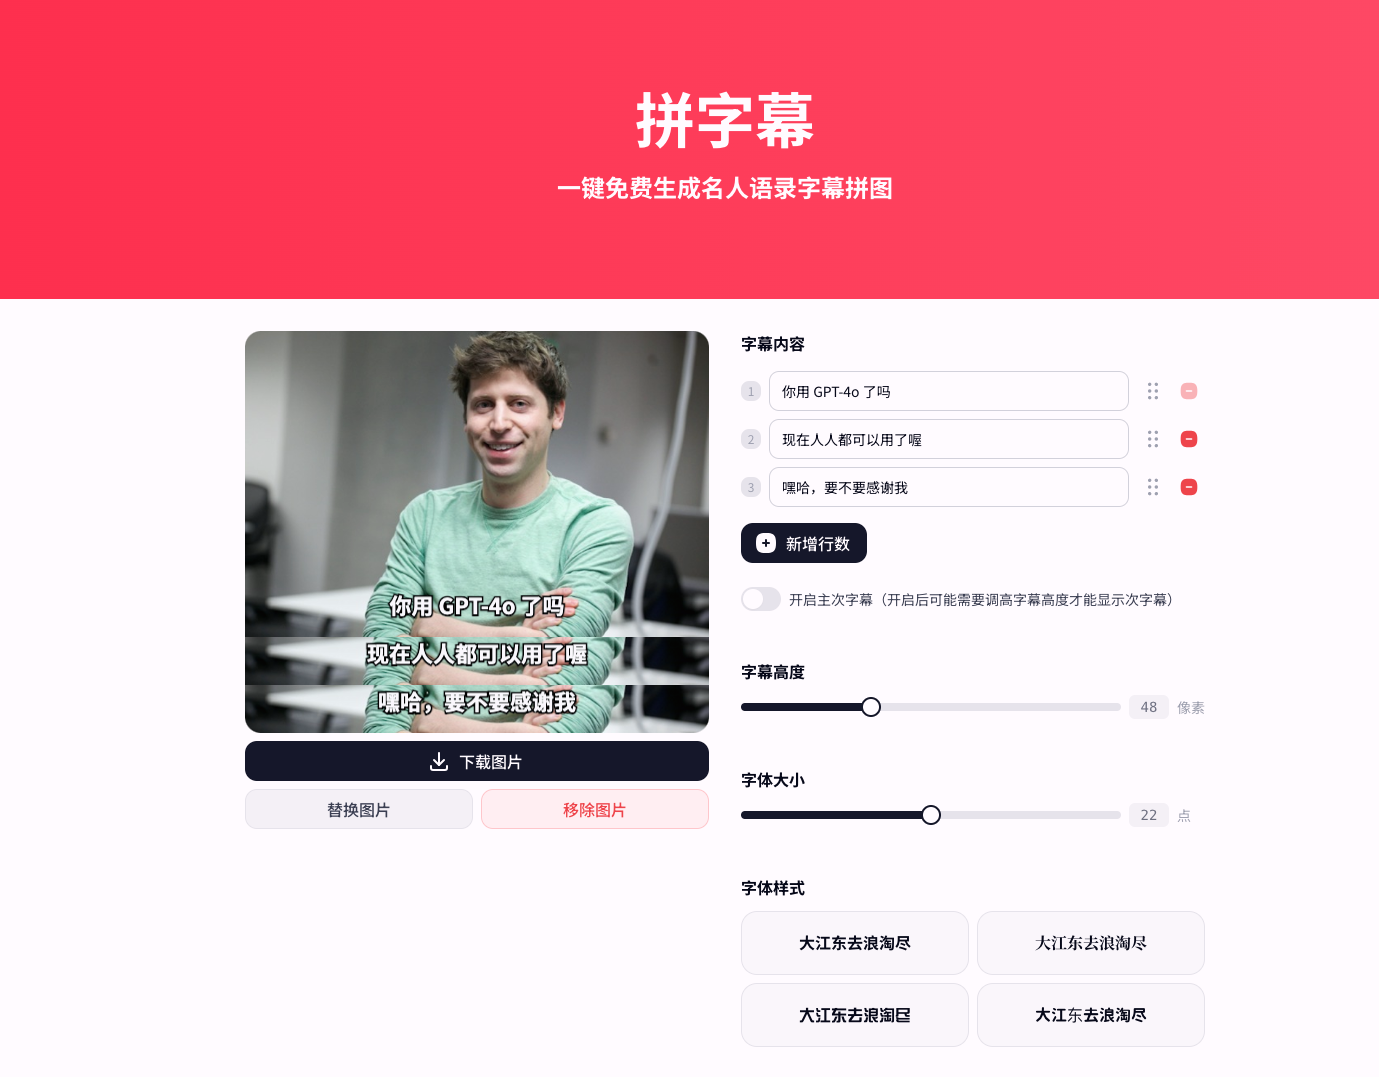 拼字幕
一键免费生成名人语录字幕拼图
你用 GPT-4o 了吗
现在人人都可以用了喔
嘿哈，要不要感谢我
下载图片
替换图片
移除图片
字幕内容
1
你用 GPT-4o 了吗
2
现在人人都可以用了喔
3
嘿哈，要不要感谢我
新增行数
开启主次字幕（开启后可能需要调高字幕高度才能显示次字幕）
字幕高度
48
像素
字体大小
22
点
字体样式
大江东去浪淘尽
大江东去浪淘尽
大江东去浪淘尽
大江东去浪淘尽